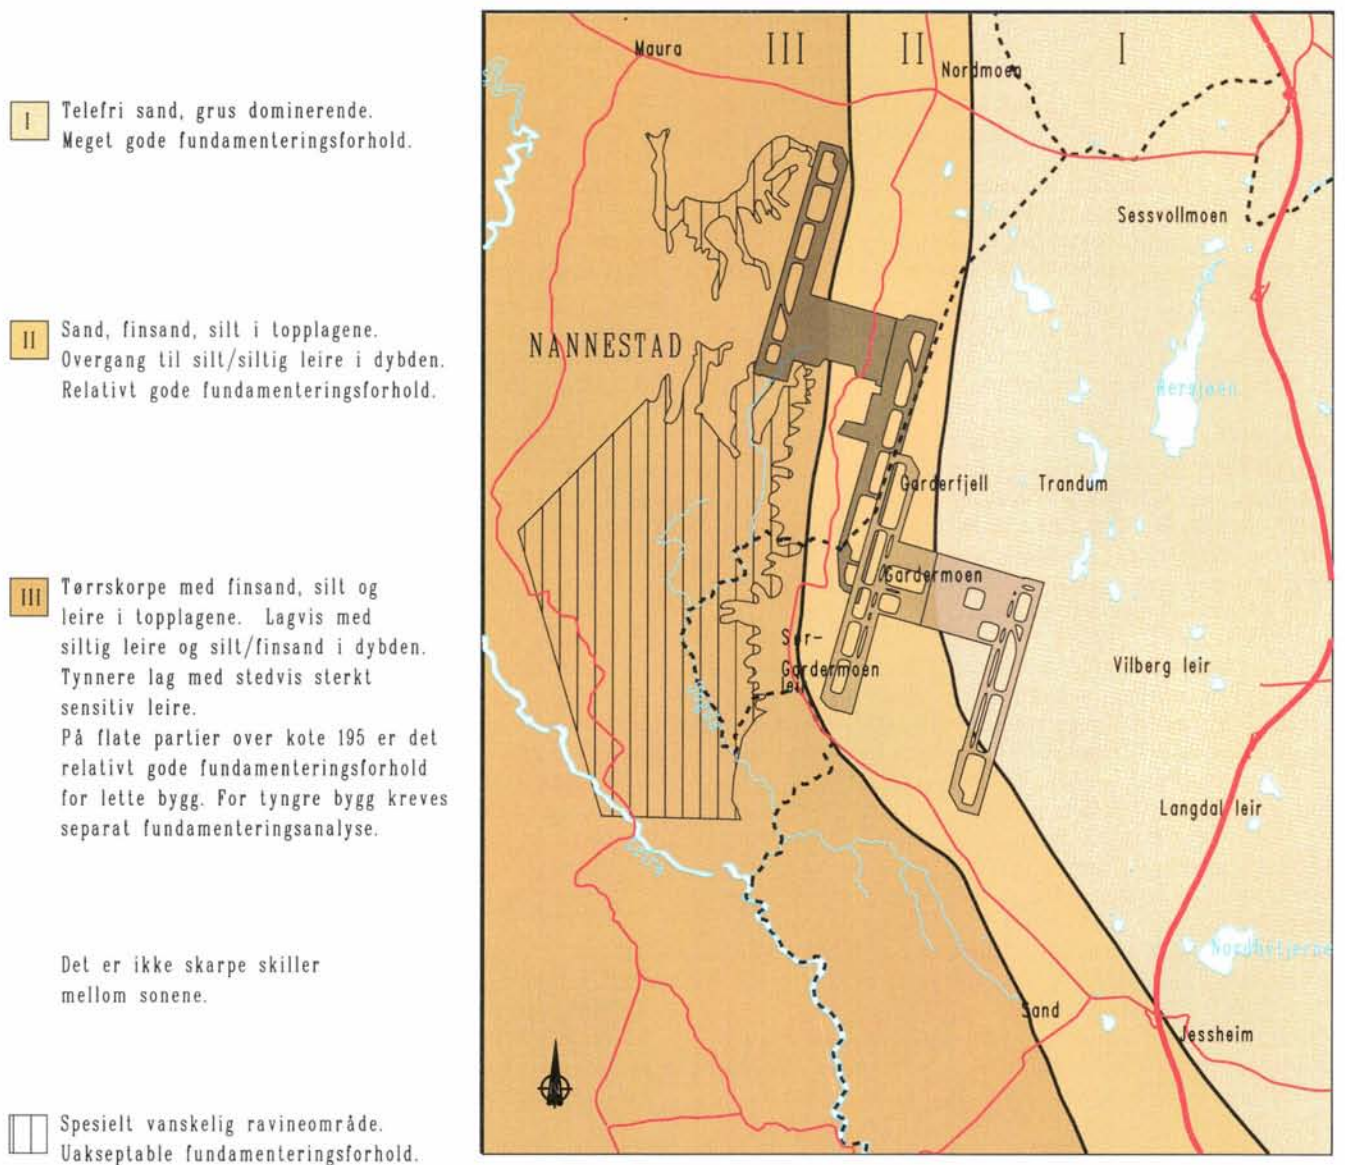 I
Telefri sand, grus dominerende.
Meget gode fundamenteringsforhold.
II
Sand, finsand, silt i topplagene.
Overgang til silt/siltig leire i dybden.
Relativt gode fundamenteringsforhold.
III
Tørrskorpe med finsand, silt og
leire i topplagene. Lagvis med
siltig leire og silt/finsand i dybden.
Tynnere lag med stedvis sterkt
sensitiv leire.
På flate partier over kote 195 er det
relativt gode fundamenteringsforhold
for lette bygg. For tyngre bygg kreves
separat fundamenteringsanalyse.
Det er ikke skarpe skiller
mellom sonene.
Spesielt vanskelig ravineområde.
Uakseptable fundamenteringsforhold.
III
II
I
Maura
Nordmoen
Sessvollmoen
NANNESTAD
Garderfjell
Trandum
Gardermoen
Sør-
Gardermoen
leir
Vilberg leir
Langdal leir
Sand
Jessheim
N